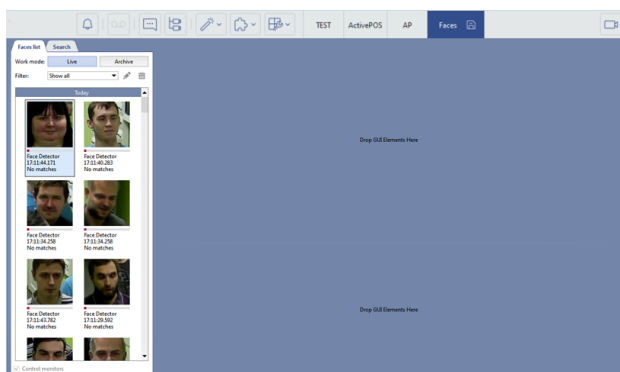 TEST ActivePOS AP Faces
Faces list Search
Work mode: Live Archive
Filter: Show all
Today
Face Detector Face Detector
17:11:44.171 17:11:40.283
No matches No matches
Face Detector Face Detector
17:11:34.258 17:11:34.258
No matches No matches
Face Detector Face Detector
17:11:43.782 17:11:29.592
No matches No matches
Control monitors
Drop GUI Elements Here
Drop GUI Elements Here